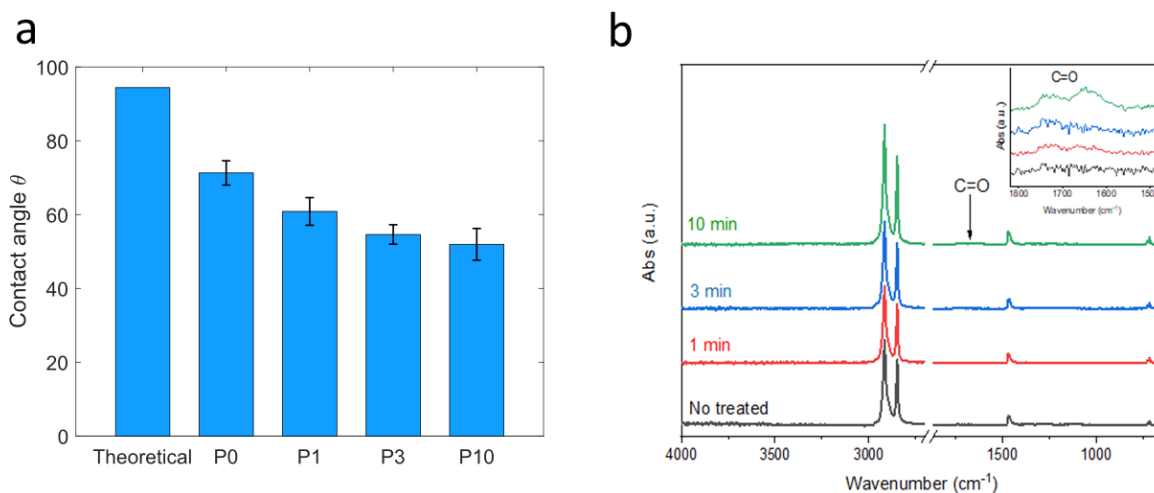 a
100
80
60
40
20
0
Contact angle θ
Theoretical P0 P1 P3 P10
b
C=O
Abs (a.u.)
1800 1700 1600
Wavenumber (cm-1)
C=O
10 min
3 min
1 min
No treated
Abs (a.u.)
4000 3500 3000 1500 1000
Wavenumber (cm-1)